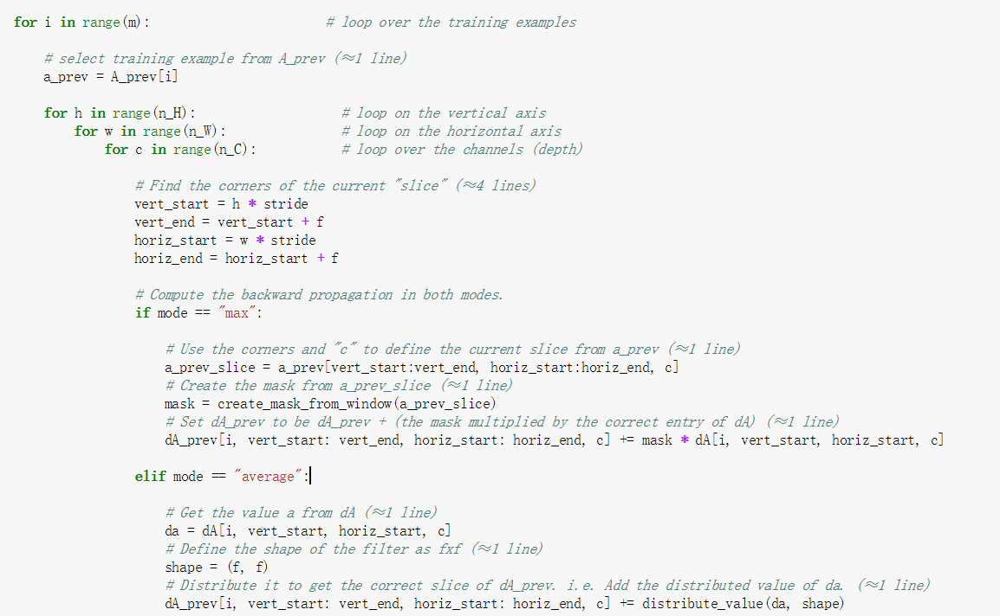 for i in range(m):                       # loop over the training examples

    # select training example from A_prev (≈1 line)
    a_prev = A_prev[i]

    for h in range(n_H):                   # loop on the vertical axis
        for w in range(n_W):               # loop on the horizontal axis
            for c in range(n_C):           # loop over the channels (depth)

                # Find the corners of the current "slice" (≈4 lines)
                vert_start = h * stride
                vert_end = vert_start + f
                horiz_start = w * stride
                horiz_end = horiz_start + f

                # Compute the backward propagation in both modes.
                if mode == "max":

                    # Use the corners and "c" to define the current slice from a_prev (≈1 line)
                    a_prev_slice = a_prev[vert_start:vert_end, horiz_start:horiz_end, c]
                    # Create the mask from a_prev_slice (≈1 line)
                    mask = create_mask_from_window(a_prev_slice)
                    # Set dA_prev to be dA_prev + (the mask multiplied by the correct entry of dA) (≈1 line)
                    dA_prev[i, vert_start: vert_end, horiz_start: horiz_end, c] += mask * dA[i, vert_start, horiz_start, c]

                elif mode == "average":

                    # Get the value a from dA (≈1 line)
                    da = dA[i, vert_start, horiz_start, c]
                    # Define the shape of the filter as fxf (≈1 line)
                    shape = (f, f)
                    # Distribute it to get the correct slice of dA_prev. i.e. Add the distributed value of da. (≈1 line)
                    dA_prev[i, vert_start: vert_end, horiz_start: horiz_end, c] += distribute_value(da, shape)